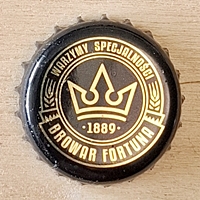 WARZYMY SPECJALNOŚCI
·1889·
BROWAR FORTUNA